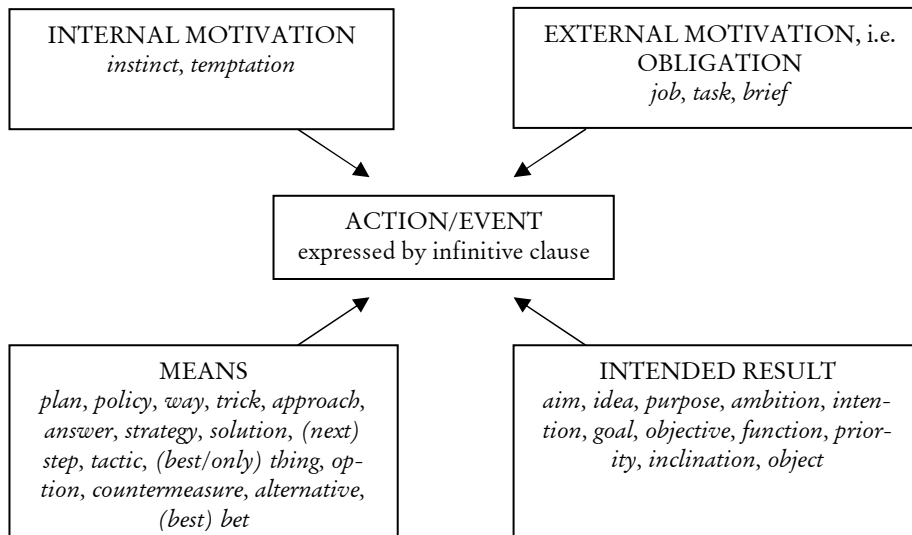 INTERNAL MOTIVATION
instinct, temptation
EXTERNAL MOTIVATION, i.e.
OBLIGATION
job, task, brief
ACTION/EVENT
expressed by infinitive clause
MEANS
plan, policy, way, trick, approach,
answer, strategy, solution, (next)
step, tactic, (best/only) thing, op-
tion, countermeasure, alternative,
(best) bet
INTENDED RESULT
aim, idea, purpose, ambition, inten-
tion, goal, objective, function, prior-
ity, inclination, object